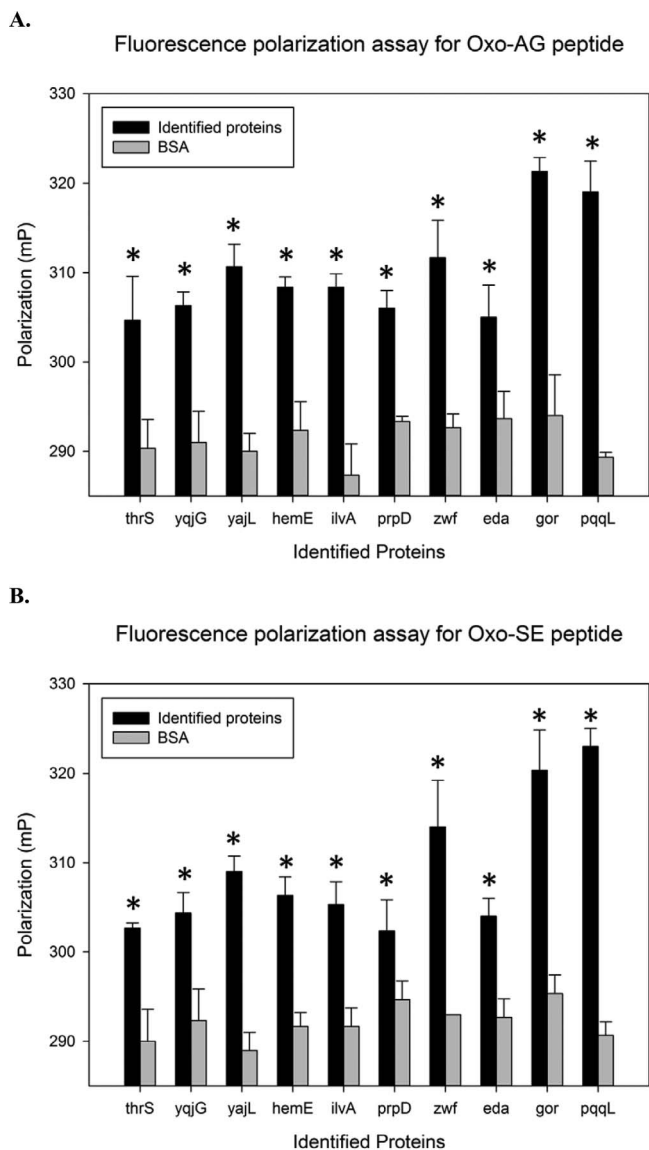 A.
Fluorescence polarization assay for Oxo-AG peptide
330
320
310
300
290
Polarization (mP)
Identified proteins
BSA
* * * * * * * * * *
thrS yqjG yajL hemE ilvA prpD zwf eda gor pqqL
Identified Proteins
B.
Fluorescence polarization assay for Oxo-SE peptide
330
320
310
300
290
Polarization (mP)
Identified proteins
BSA
* * * * * * * * * *
thrS yqjG yajL hemE ilvA prpD zwf eda gor pqqL
Identified Proteins